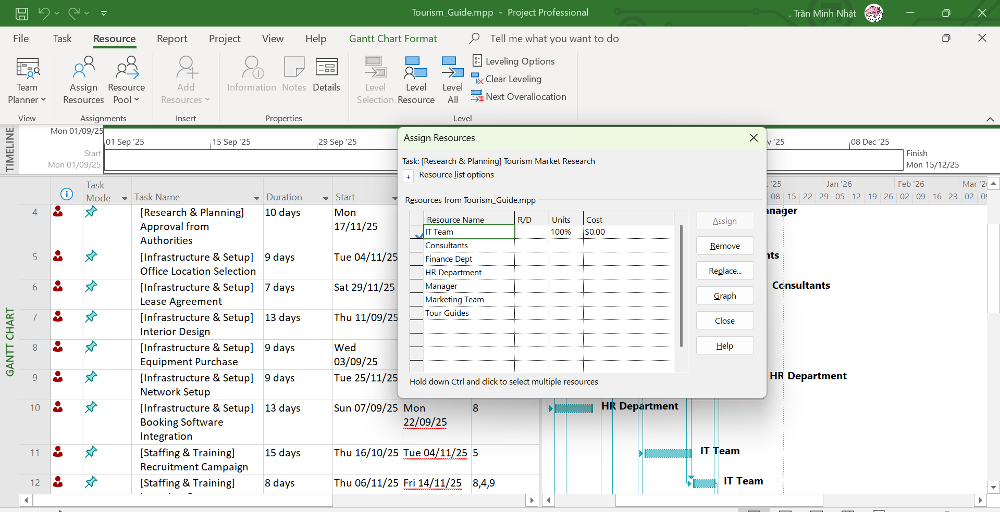 Tourism_Guide.mpp - Project Professional
. Trần Minh Nhật
File Task Resource Report Project View Help Gantt Chart Format Tell me what you want to do
Team Planner
Assign Resources
Resource Pool
Add Resources
Information
Notes
Details
Level Selection
Level Resource
Level All
Leveling Options
Clear Leveling
Next Overallocation
View Assignments Insert Properties Level
TIMELINE
Mon 01/09/25
01 Sep '25 15 Sep '25 29 Sep '25 v '25 08 Dec '25
Start
Mon 01/09/25
Finish
Mon 15/12/25
Assign Resources
Task: [Research & Planning] Tourism Market Research
+ Resource list options
Resources from Tourism_Guide.mpp
Resource Name R/D Units Cost
IT Team 100% $0.00
Consultants
Finance Dept
HR Department
Manager
Marketing Team
Tour Guides
Assign
Remove
Replace...
Graph
Close
Help
Hold down Ctrl and click to select multiple resources
GANTT CHART
Task Mode Task Name Duration Start
4 [Research & Planning] Approval from Authorities 10 days Mon 17/11/25
5 [Infrastructure & Setup] Office Location Selection 9 days Tue 04/11/25
6 [Infrastructure & Setup] Lease Agreement 7 days Sat 29/11/25
7 [Infrastructure & Setup] Interior Design 13 days Thu 11/09/25
8 [Infrastructure & Setup] Equipment Purchase 9 days Wed 03/09/25
9 [Infrastructure & Setup] Network Setup 9 days Tue 25/11/25
10 [Infrastructure & Setup] Booking Software Integration 13 days Sun 07/09/25 Mon 22/09/25 8
11 [Staffing & Training] Recruitment Campaign 15 days Thu 16/10/25 Tue 04/11/25 5
12 [Staffing & Training] 8 days Thu 06/11/25 Fri 14/11/25 8,4,9
'25 Jan '26 Feb '26 Mar '26
08 15 22 29 05 12 19 26 02 09 16 23 02 09
anager
nts
Consultants
HR Department
HR Department
IT Team
IT Team